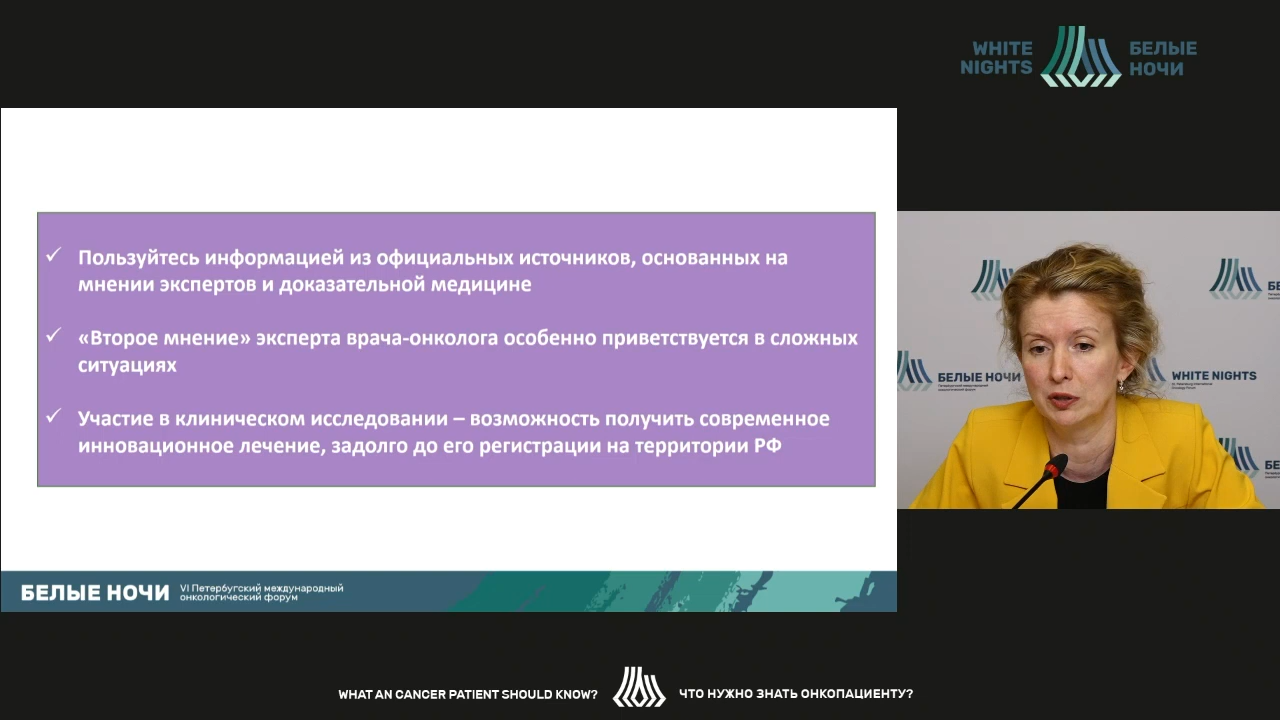 WHITE
NIGHTS
БЕЛЫЕ
НОЧИ
Пользуйтесь информацией из официальных источников, основанных на
мнении экспертов и доказательной медицине
«Второе мнение» эксперта врача-онколога особенно приветствуется в сложных
ситуациях
Участие в клиническом исследовании – возможность получить современное
инновационное лечение, задолго до его регистрации на территории РФ
БЕЛЫЕ НОЧИ
VI Петербугский международный
онкологический форум
БЕЛЫЕ НОЧИ
WHITE NIGHTS
WHAT AN CANCER PATIENT SHOULD KNOW?
ЧТО НУЖНО ЗНАТЬ ОНКОПАЦИЕНТУ?